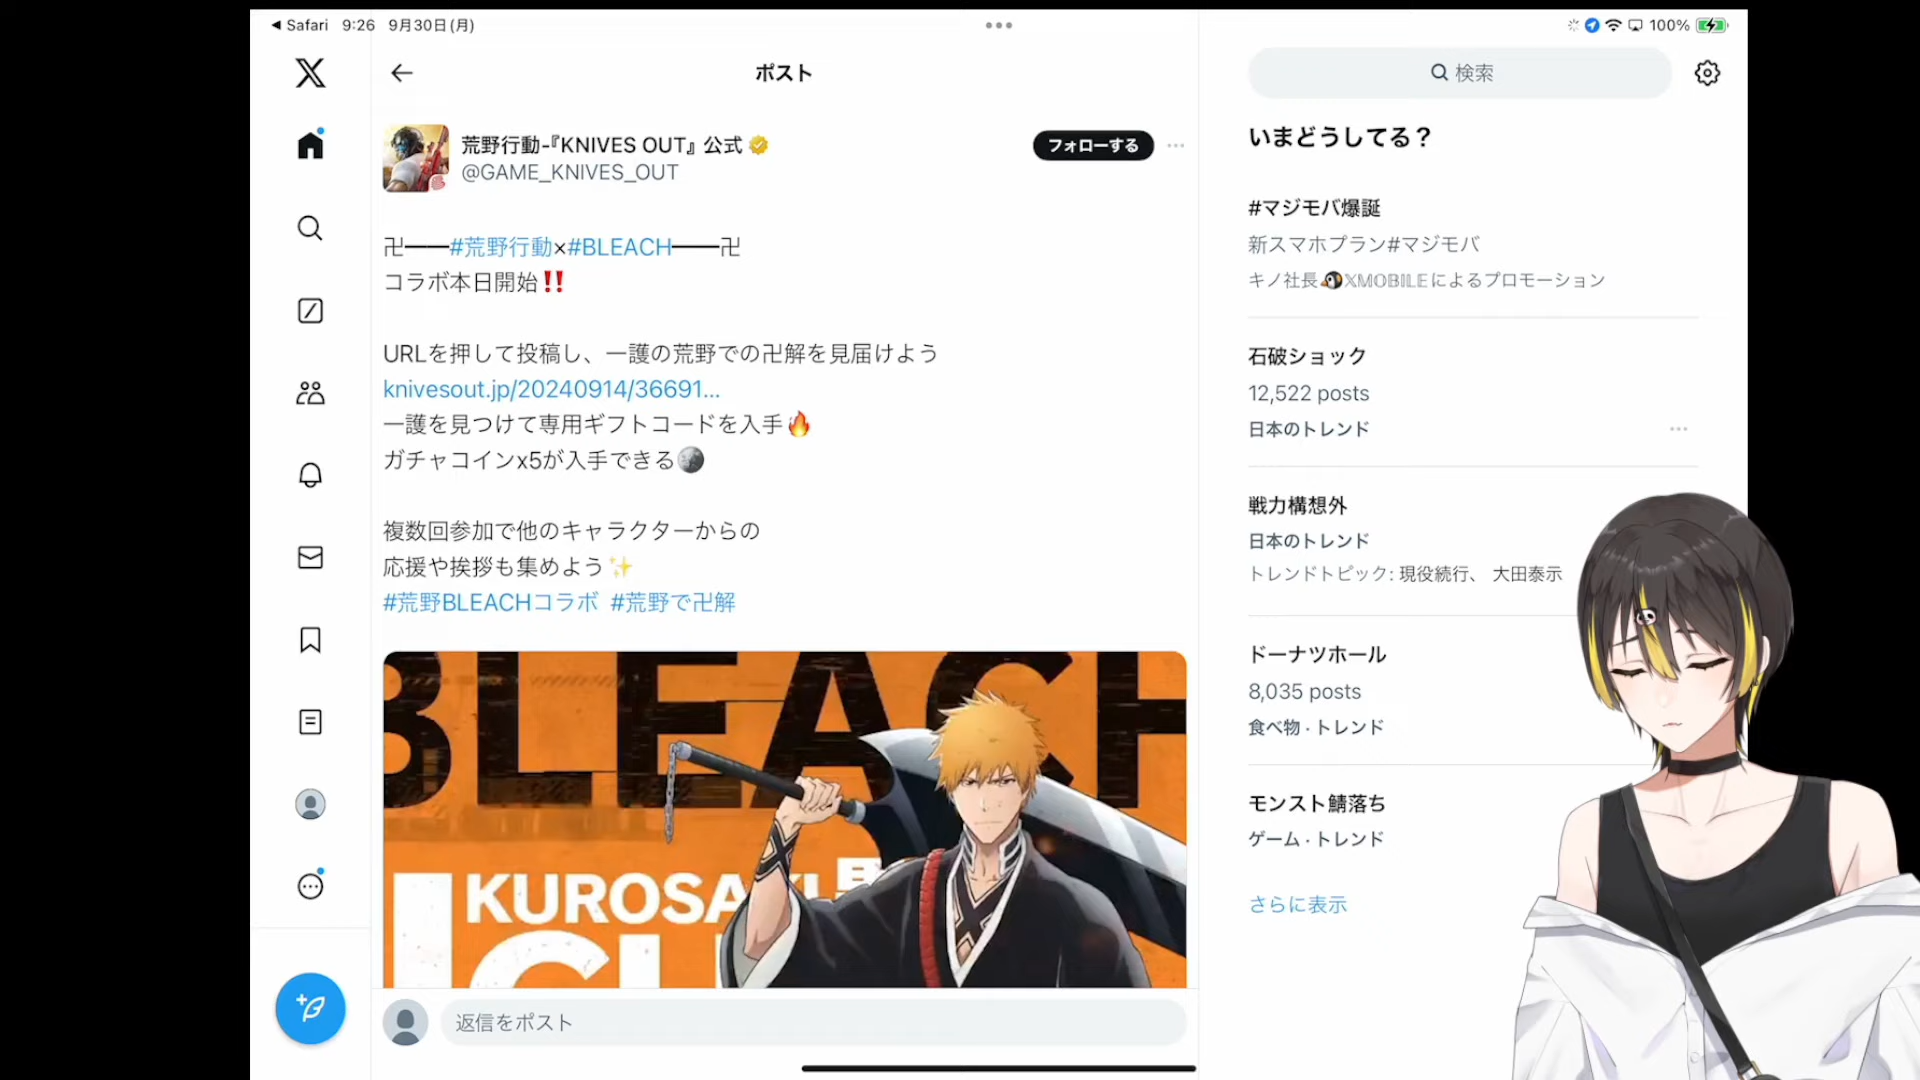 ◀ Safari 9:26 9月30日(月)
100%
ポスト
荒野行動-『KNIVES OUT』公式
@GAME_KNIVES_OUT
フォローする
卍━━#荒野行動×#BLEACH━━卍
コラボ本日開始‼️
URLを押して投稿し、一護の荒野での卍解を見届けよう
knivesout.jp/20240914/36691…
一護を見つけて専用ギフトコードを入手🔥
ガチャコインx5が入手できる🌑
複数回参加で他のキャラクターからの
応援や挨拶も集めよう✨
#荒野BLEACHコラボ #荒野で卍解
BLEACH
KUROSA
返信をポスト
検索
いまどうしてる？
#マジモバ爆誕
新スマホプラン#マジモバ
キノ社長🐧𝕏𝕄𝕆𝔹𝕀𝕃𝔼によるプロモーション
石破ショック
12,522 posts
日本のトレンド
戦力構想外
日本のトレンド
トレンドトピック: 現役続行、 大田泰示
ドーナツホール
8,035 posts
食べ物 · トレンド
モンスト鯖落ち
ゲーム · トレンド
さらに表示